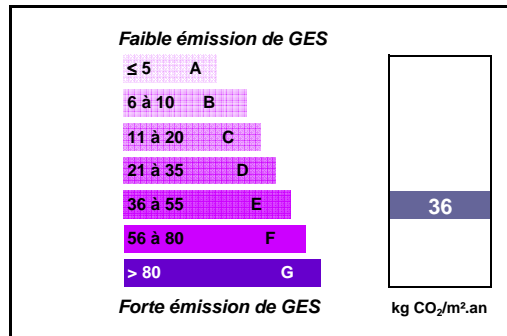 Faible émission de GES
≤ 5 A
6 à 10 B
11 à 20 C
21 à 35 D
36 à 55 E
36
56 à 80 F
> 80 G
Forte émission de GES
kg CO₂/m².an